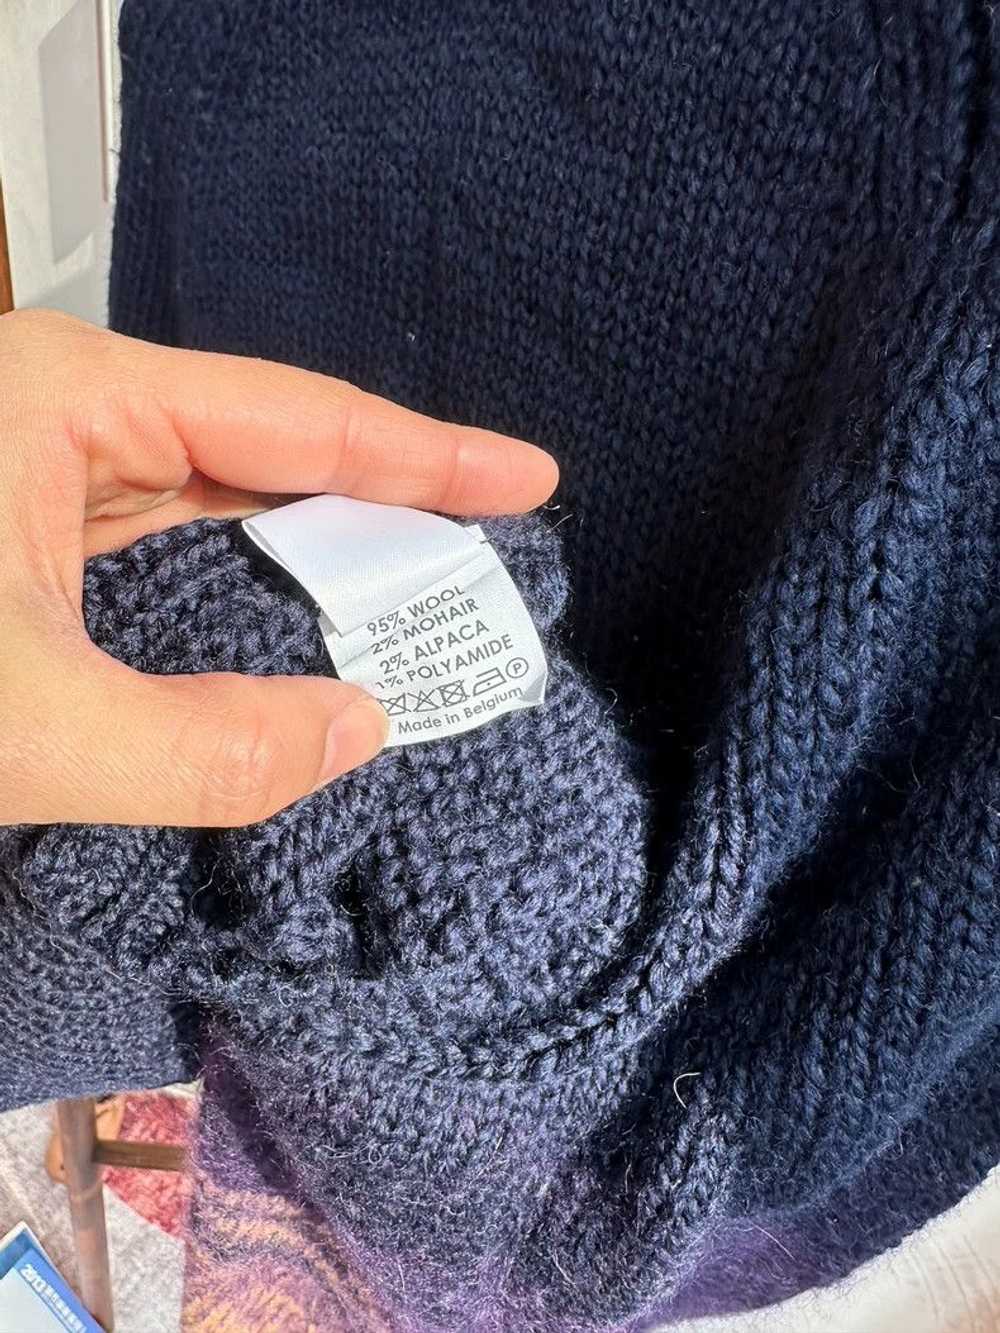 95% WOOL
2% MOHAIR
2% ALPACA
1% POLYAMIDE
P
Made in Belgium